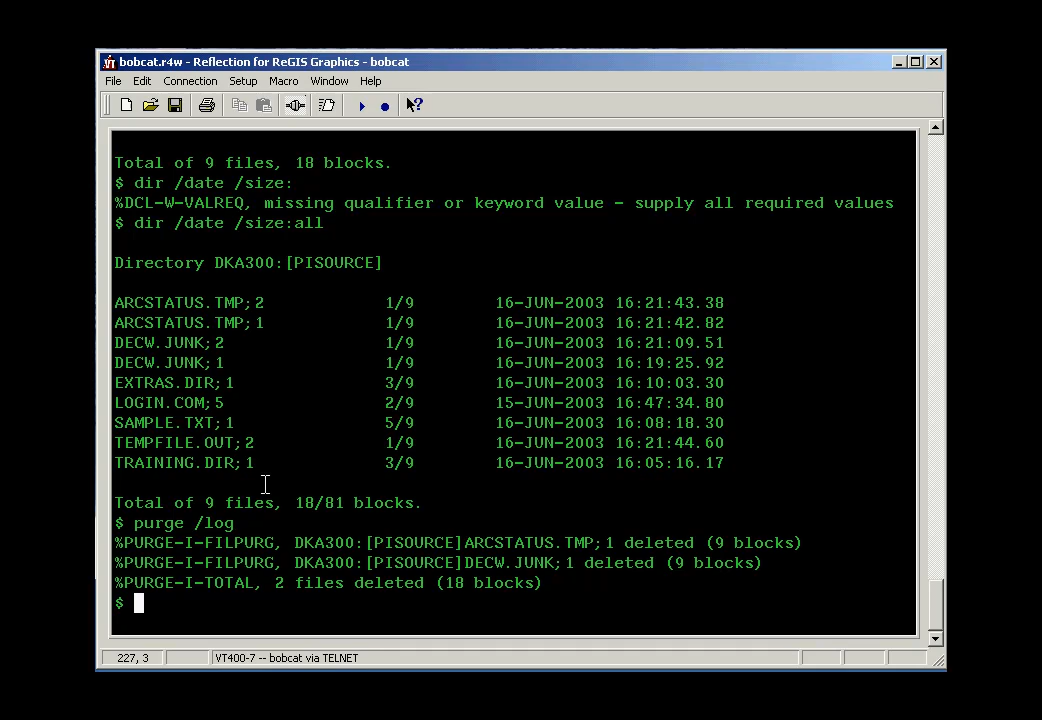 bobcat.r4w - Reflection for ReGIS Graphics - bobcat
File Edit Connection Setup Macro Window Help
Total of 9 files, 18 blocks.
$ dir /date /size:
%DCL-W-VALREQ, missing qualifier or keyword value - supply all required values
$ dir /date /size:all
Directory DKA300:[PISOURCE]
ARCSTATUS.TMP;2 1/9 16-JUN-2003 16:21:43.38
ARCSTATUS.TMP;1 1/9 16-JUN-2003 16:21:42.82
DECW.JUNK;2 1/9 16-JUN-2003 16:21:09.51
DECW.JUNK;1 1/9 16-JUN-2003 16:19:25.92
EXTRAS.DIR;1 3/9 16-JUN-2003 16:10:03.30
LOGIN.COM;5 2/9 15-JUN-2003 16:47:34.80
SAMPLE.TXT;1 5/9 16-JUN-2003 16:08:18.30
TEMPFILE.OUT;2 1/9 16-JUN-2003 16:21:44.60
TRAINING.DIR;1 3/9 16-JUN-2003 16:05:16.17
Total of 9 files, 18/81 blocks.
$ purge /log
%PURGE-I-FILPURG, DKA300:[PISOURCE]ARCSTATUS.TMP;1 deleted (9 blocks)
%PURGE-I-FILPURG, DKA300:[PISOURCE]DECW.JUNK;1 deleted (9 blocks)
%PURGE-I-TOTAL, 2 files deleted (18 blocks)
$
227, 3 VT400-7 -- bobcat via TELNET